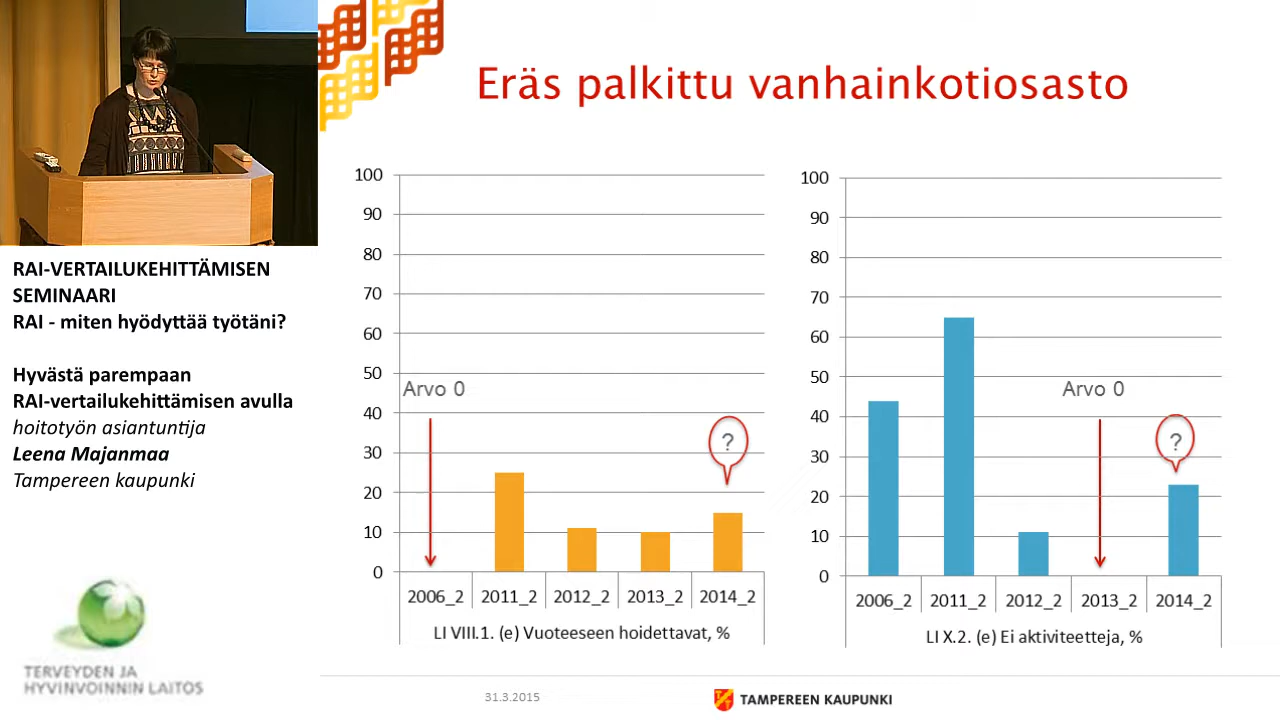 Eräs palkittu vanhainkotiosasto
RAI-VERTAILUKEHITTÄMISEN
SEMINAARI
RAI - miten hyödyttää työtäni?
Hyvästä parempaan
RAI-vertailukehittämisen avulla
hoitotyön asiantuntija
Leena Majanmaa
Tampereen kaupunki
TERVEYDEN JA
HYVINVOINNIN LAITOS
100
90
80
70
60
50
40
30
20
10
0
Arvo 0
?
2006_2 2011_2 2012_2 2013_2 2014_2
LI VIII.1. (e) Vuoteeseen hoidettavat, %
100
90
80
70
60
50
40
30
20
10
0
Arvo 0
?
2006_2 2011_2 2012_2 2013_2 2014_2
LI X.2. (e) Ei aktiviteetteja, %
31.3.2015
TAMPEREEN KAUPUNKI